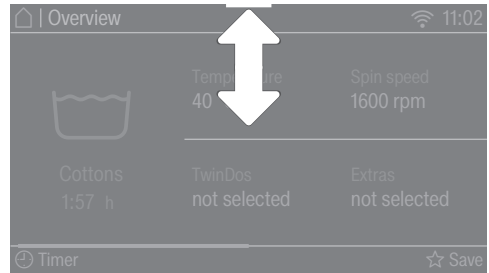 | Overview 11:02
Temperature Spin speed
40 1600 rpm
Cottons TwinDos Extras
1:57 h not selected not selected
Timer Save